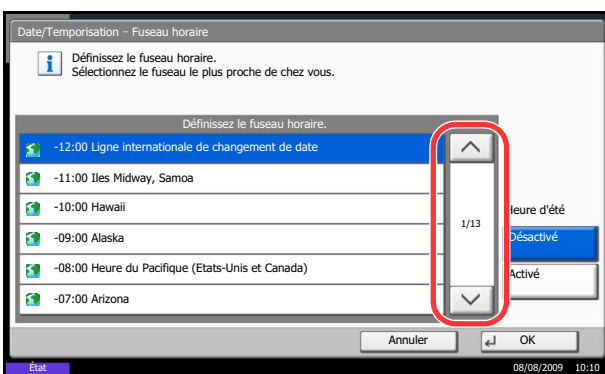 Date/Temporisation – Fuseau horaire
Définissez le fuseau horaire.
Sélectionnez le fuseau le plus proche de chez vous.
Définissez le fuseau horaire.
-12:00 Ligne internationale de changement de date
-11:00 Iles Midway, Samoa
-10:00 Hawaii
-09:00 Alaska
-08:00 Heure du Pacifique (Etats-Unis et Canada)
-07:00 Arizona
1/13
Heure d'été
Désactivé
Activé
Annuler
OK
État
08/08/2009 10:10